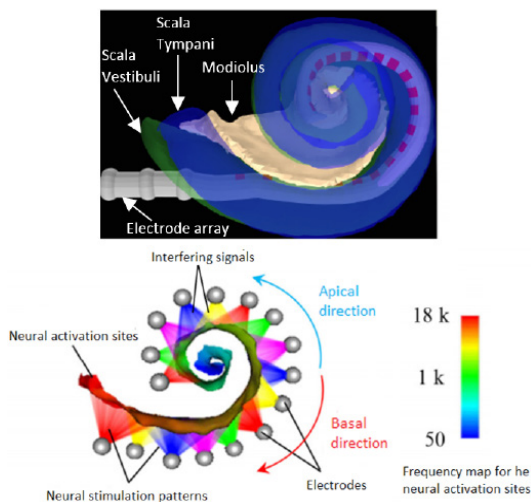 Scala
Tympani
Scala
Vestibuli
Modiolus
Electrode array
Interfering signals
Apical
direction
18 k
Neural activation sites
1 k
Basal
direction
50
Electrodes
Neural stimulation patterns
Frequency map for he
neural activation sites